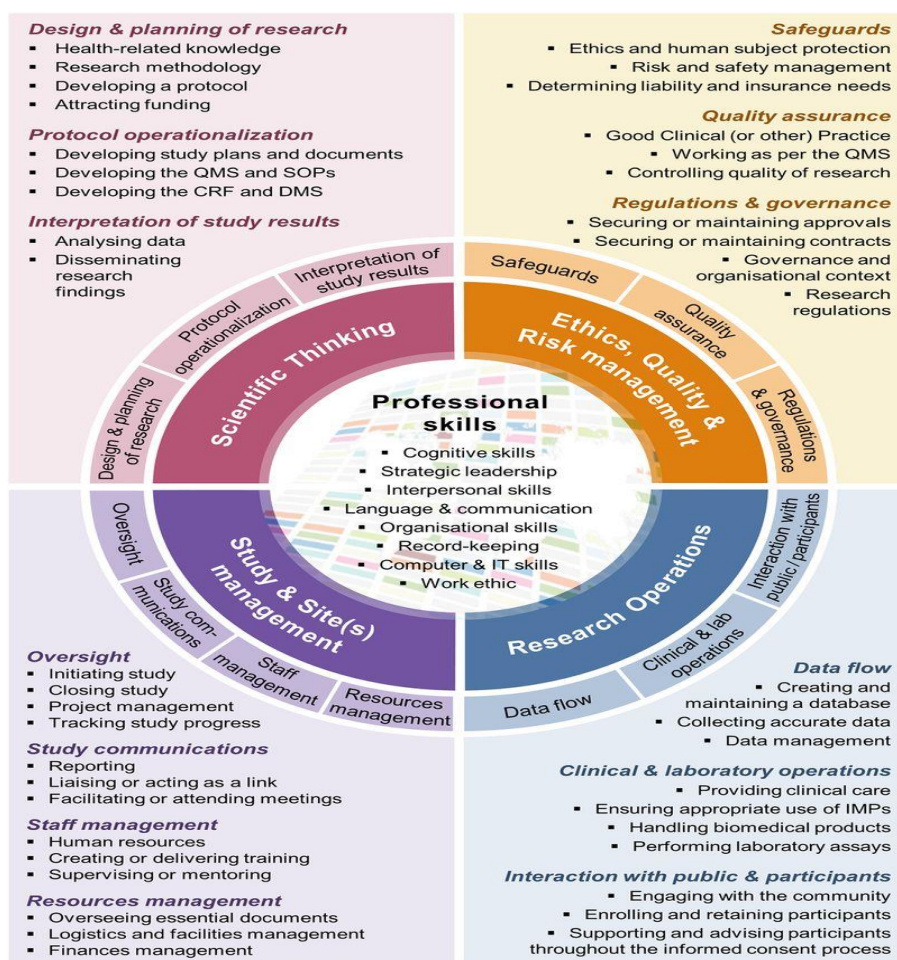 Design & planning of research
▪ Health-related knowledge
▪ Research methodology
▪ Developing a protocol
▪ Attracting funding
Protocol operationalization
▪ Developing study plans and documents
▪ Developing the QMS and SOPs
▪ Developing the CRF and DMS
Interpretation of study results
▪ Analysing data
▪ Disseminating
research
findings
Safeguards
▪ Ethics and human subject protection
▪ Risk and safety management
▪ Determining liability and insurance needs
Quality assurance
▪ Good Clinical (or other) Practice
▪ Working as per the QMS
▪ Controlling quality of research
Regulations & governance
▪ Securing or maintaining approvals
▪ Securing or maintaining contracts
▪ Governance and
organisational context
▪ Research
regulations
Design & planning
of research
Protocol
operationalization
Interpretation of
study results
Safeguards
Quality
assurance
Regulations
& governance
Scientific Thinking
Ethics, Quality &
Risk management
Professional
skills
▪ Cognitive skills
▪ Strategic leadership
▪ Interpersonal skills
▪ Language & communication
▪ Organisational skills
▪ Record-keeping
▪ Computer & IT skills
▪ Work ethic
Study & Site(s)
management
Research Operations
Oversight
Study com-
munications
Staff
management
Resources
management
Data flow
Clinical & lab
operations
Interaction with
public / participants
Oversight
▪ Initiating study
▪ Closing study
▪ Project management
▪ Tracking study progress
Study communications
▪ Reporting
▪ Liaising or acting as a link
▪ Facilitating or attending meetings
Staff management
▪ Human resources
▪ Creating or delivering training
▪ Supervising or mentoring
Resources management
▪ Overseeing essential documents
▪ Logistics and facilities management
▪ Finances management
Data flow
▪ Creating and
maintaining a database
▪ Collecting accurate data
▪ Data management
Clinical & laboratory operations
▪ Providing clinical care
▪ Ensuring appropriate use of IMPs
▪ Handling biomedical products
▪ Performing laboratory assays
Interaction with public & participants
▪ Engaging with the community
▪ Enrolling and retaining participants
▪ Supporting and advising participants
throughout the informed consent process